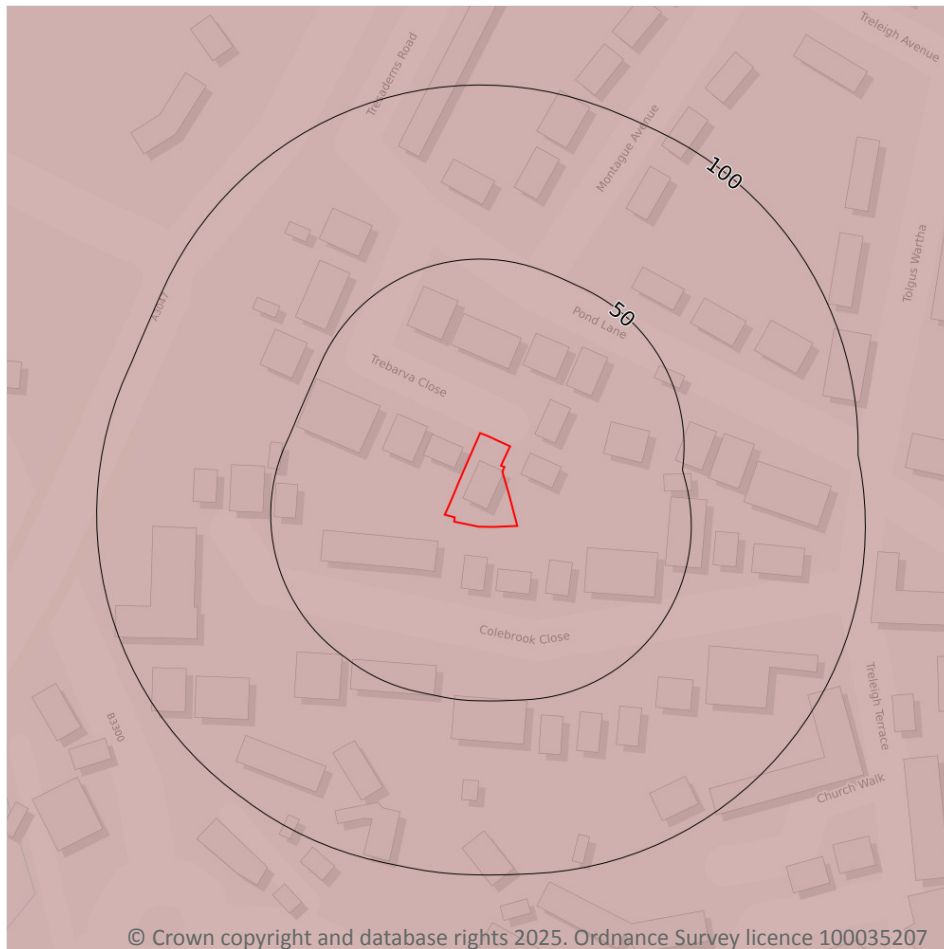 Treleigh Avenue
Tregaderns Road
Montague Avenue
100
Tolgus Wartha
A3047
50
Pond Lane
Trebarva Close
Colebrook Close
Treleigh Terrace
B3300
Church Walk
© Crown copyright and database rights 2025. Ordnance Survey licence 100035207